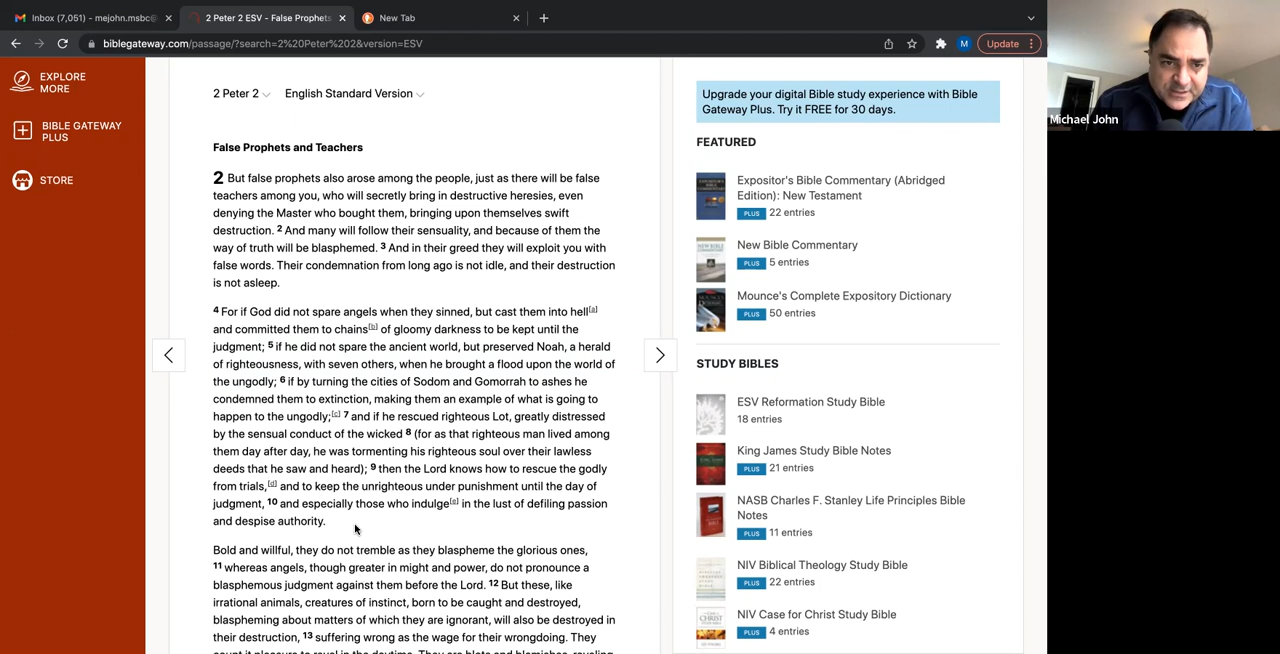 Inbox (7,051) - mejohn.msbc@
2 Peter 2 ESV - False Prophets
New Tab
biblegateway.com/passage/?search=2%20Peter%202&version=ESV
M
Update
EXPLORE
MORE
BIBLE GATEWAY
PLUS
STORE
2 Peter 2
English Standard Version
False Prophets and Teachers
2 But false prophets also arose among the people, just as there will be false
teachers among you, who will secretly bring in destructive heresies, even
denying the Master who bought them, bringing upon themselves swift
destruction. 2 And many will follow their sensuality, and because of them the
way of truth will be blasphemed. 3 And in their greed they will exploit you with
false words. Their condemnation from long ago is not idle, and their destruction
is not asleep.
4 For if God did not spare angels when they sinned, but cast them into hell[a]
and committed them to chains[b] of gloomy darkness to be kept until the
judgment; 5 if he did not spare the ancient world, but preserved Noah, a herald
of righteousness, with seven others, when he brought a flood upon the world of
the ungodly; 6 if by turning the cities of Sodom and Gomorrah to ashes he
condemned them to extinction, making them an example of what is going to
happen to the ungodly;[c] 7 and if he rescued righteous Lot, greatly distressed
by the sensual conduct of the wicked 8 (for as that righteous man lived among
them day after day, he was tormenting his righteous soul over their lawless
deeds that he saw and heard); 9 then the Lord knows how to rescue the godly
from trials,[d] and to keep the unrighteous under punishment until the day of
judgment, 10 and especially those who indulge[e] in the lust of defiling passion
and despise authority.
Bold and willful, they do not tremble as they blaspheme the glorious ones,
11 whereas angels, though greater in might and power, do not pronounce a
blasphemous judgment against them before the Lord. 12 But these, like
irrational animals, creatures of instinct, born to be caught and destroyed,
blaspheming about matters of which they are ignorant, will also be destroyed in
their destruction, 13 suffering wrong as the wage for their wrongdoing. They
count it pleasure to revel in the daytime. They are blots and blemishes, reveling
Upgrade your digital Bible study experience with Bible
Gateway Plus. Try it FREE for 30 days.
FEATURED
Expositor's Bible Commentary (Abridged
Edition): New Testament
PLUS 22 entries
New Bible Commentary
PLUS 5 entries
Mounce's Complete Expository Dictionary
PLUS 50 entries
STUDY BIBLES
ESV Reformation Study Bible
18 entries
King James Study Bible Notes
PLUS 21 entries
NASB Charles F. Stanley Life Principles Bible
Notes
PLUS 11 entries
NIV Biblical Theology Study Bible
PLUS 22 entries
NIV Case for Christ Study Bible
PLUS 4 entries
Michael John